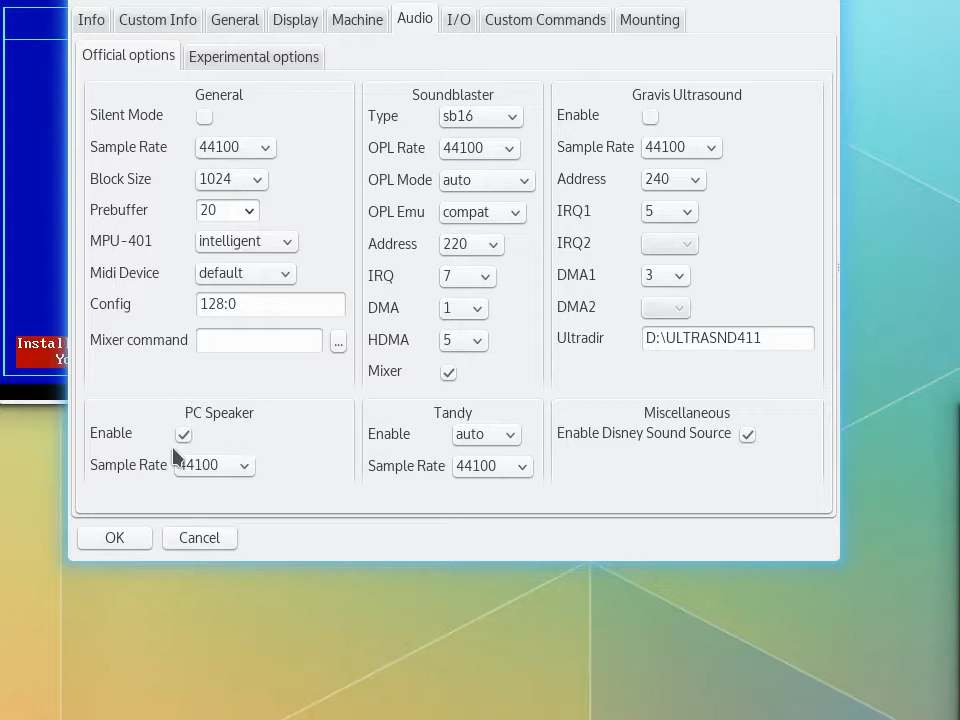 Info Custom Info General Display Machine Audio I/O Custom Commands Mounting
Official options Experimental options
General
Silent Mode
Sample Rate 44100
Block Size 1024
Prebuffer 20
MPU-401 intelligent
Midi Device default
Config 128:0
Mixer command ...
Soundblaster
Type sb16
OPL Rate 44100
OPL Mode auto
OPL Emu compat
Address 220
IRQ 7
DMA 1
HDMA 5
Mixer
Gravis Ultrasound
Enable
Sample Rate 44100
Address 240
IRQ1 5
IRQ2
DMA1 3
DMA2
Ultradir D:\ULTRASND411
PC Speaker
Enable
Sample Rate 44100
Tandy
Enable auto
Sample Rate 44100
Miscellaneous
Enable Disney Sound Source
OK Cancel
Install